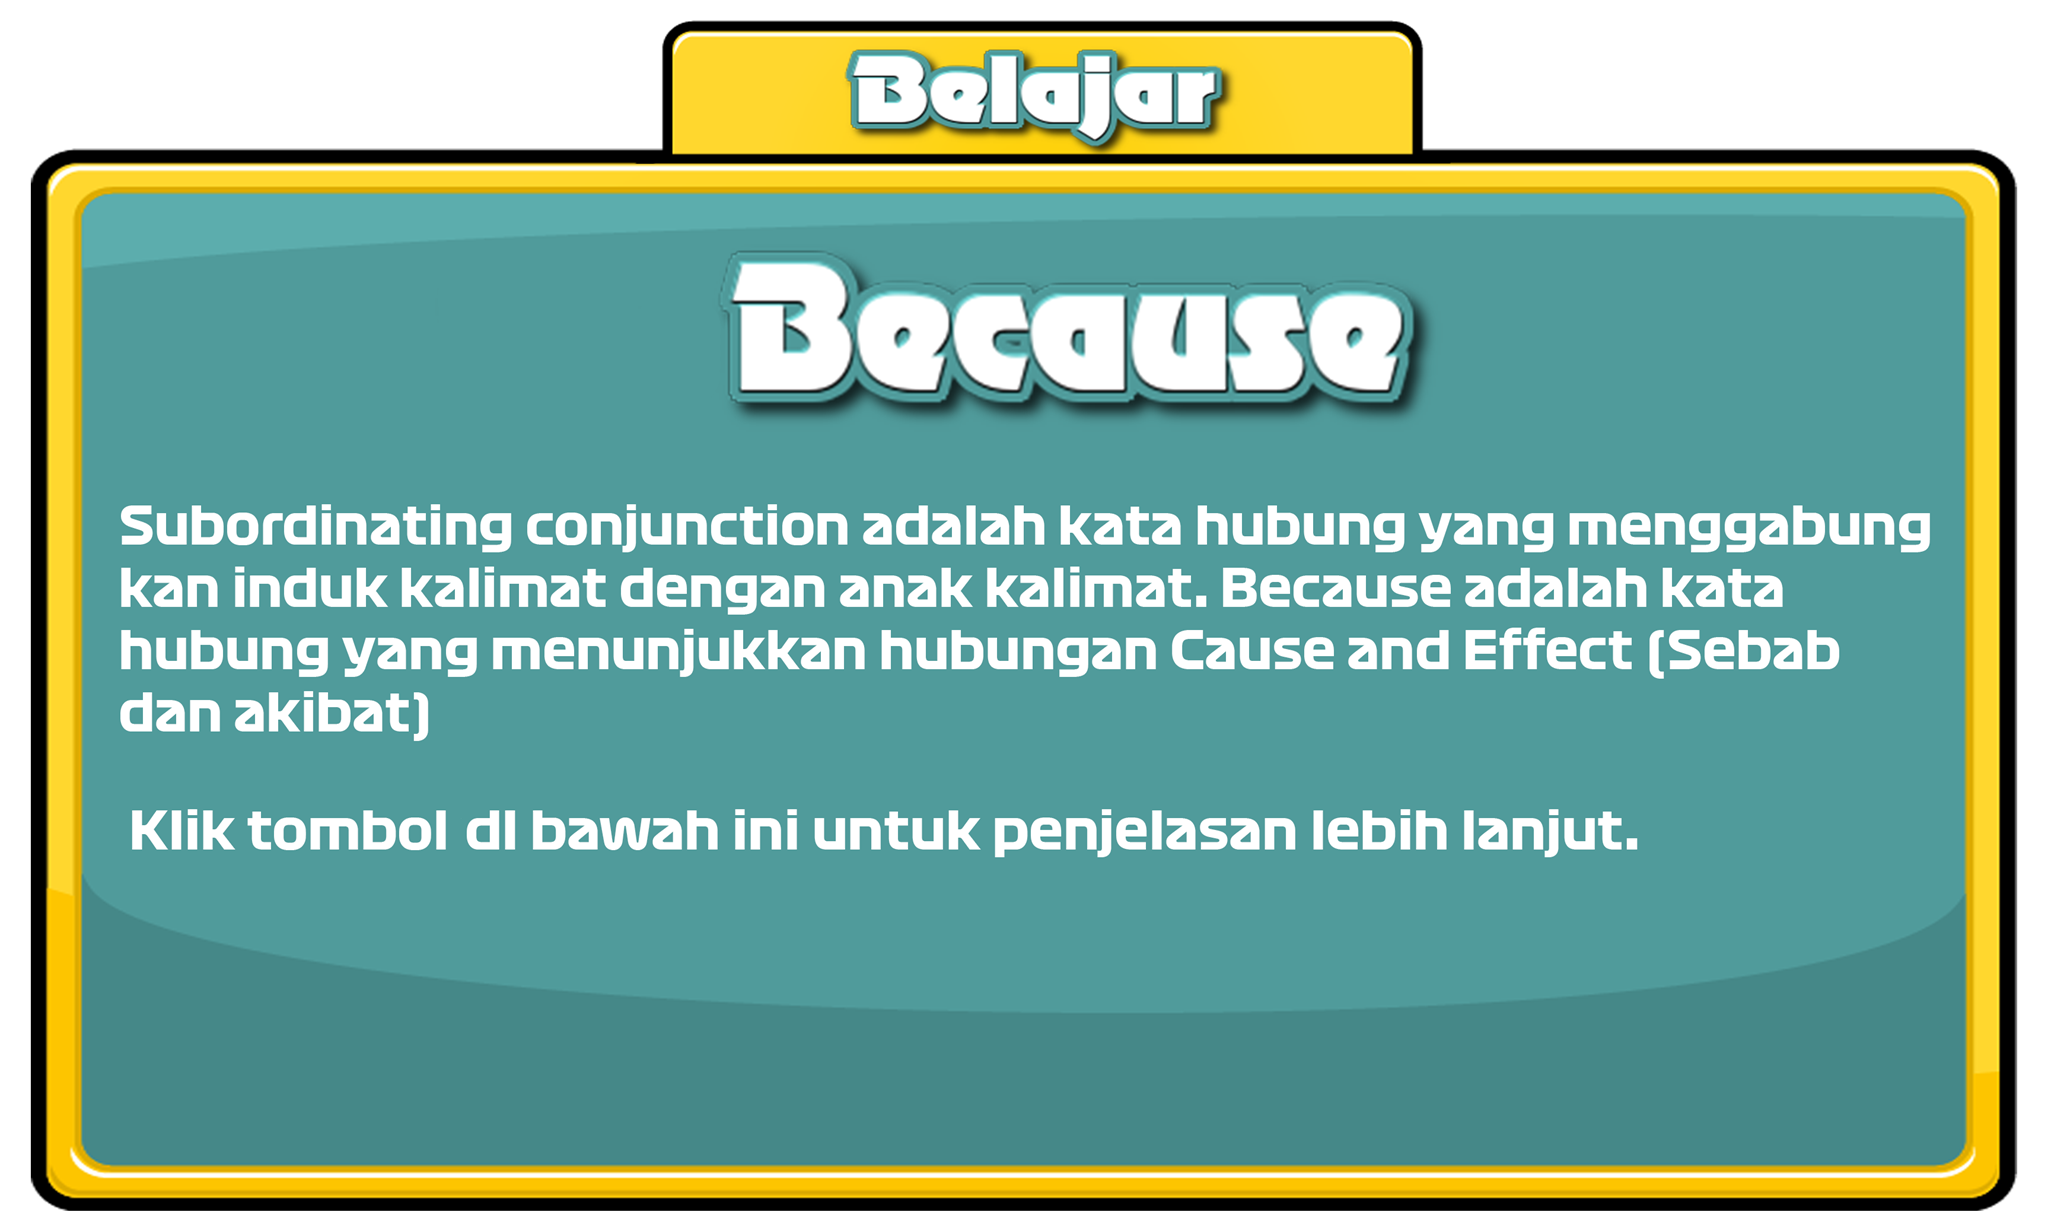 Belajar
Because
Subordinating conjunction adalah kata hubung yang menggabung
kan induk kalimat dengan anak kalimat. Because adalah kata
hubung yang menunjukkan hubungan Cause and Effect (Sebab
dan akibat)
Klik tombol dI bawah ini untuk penjelasan lebih lanjut.